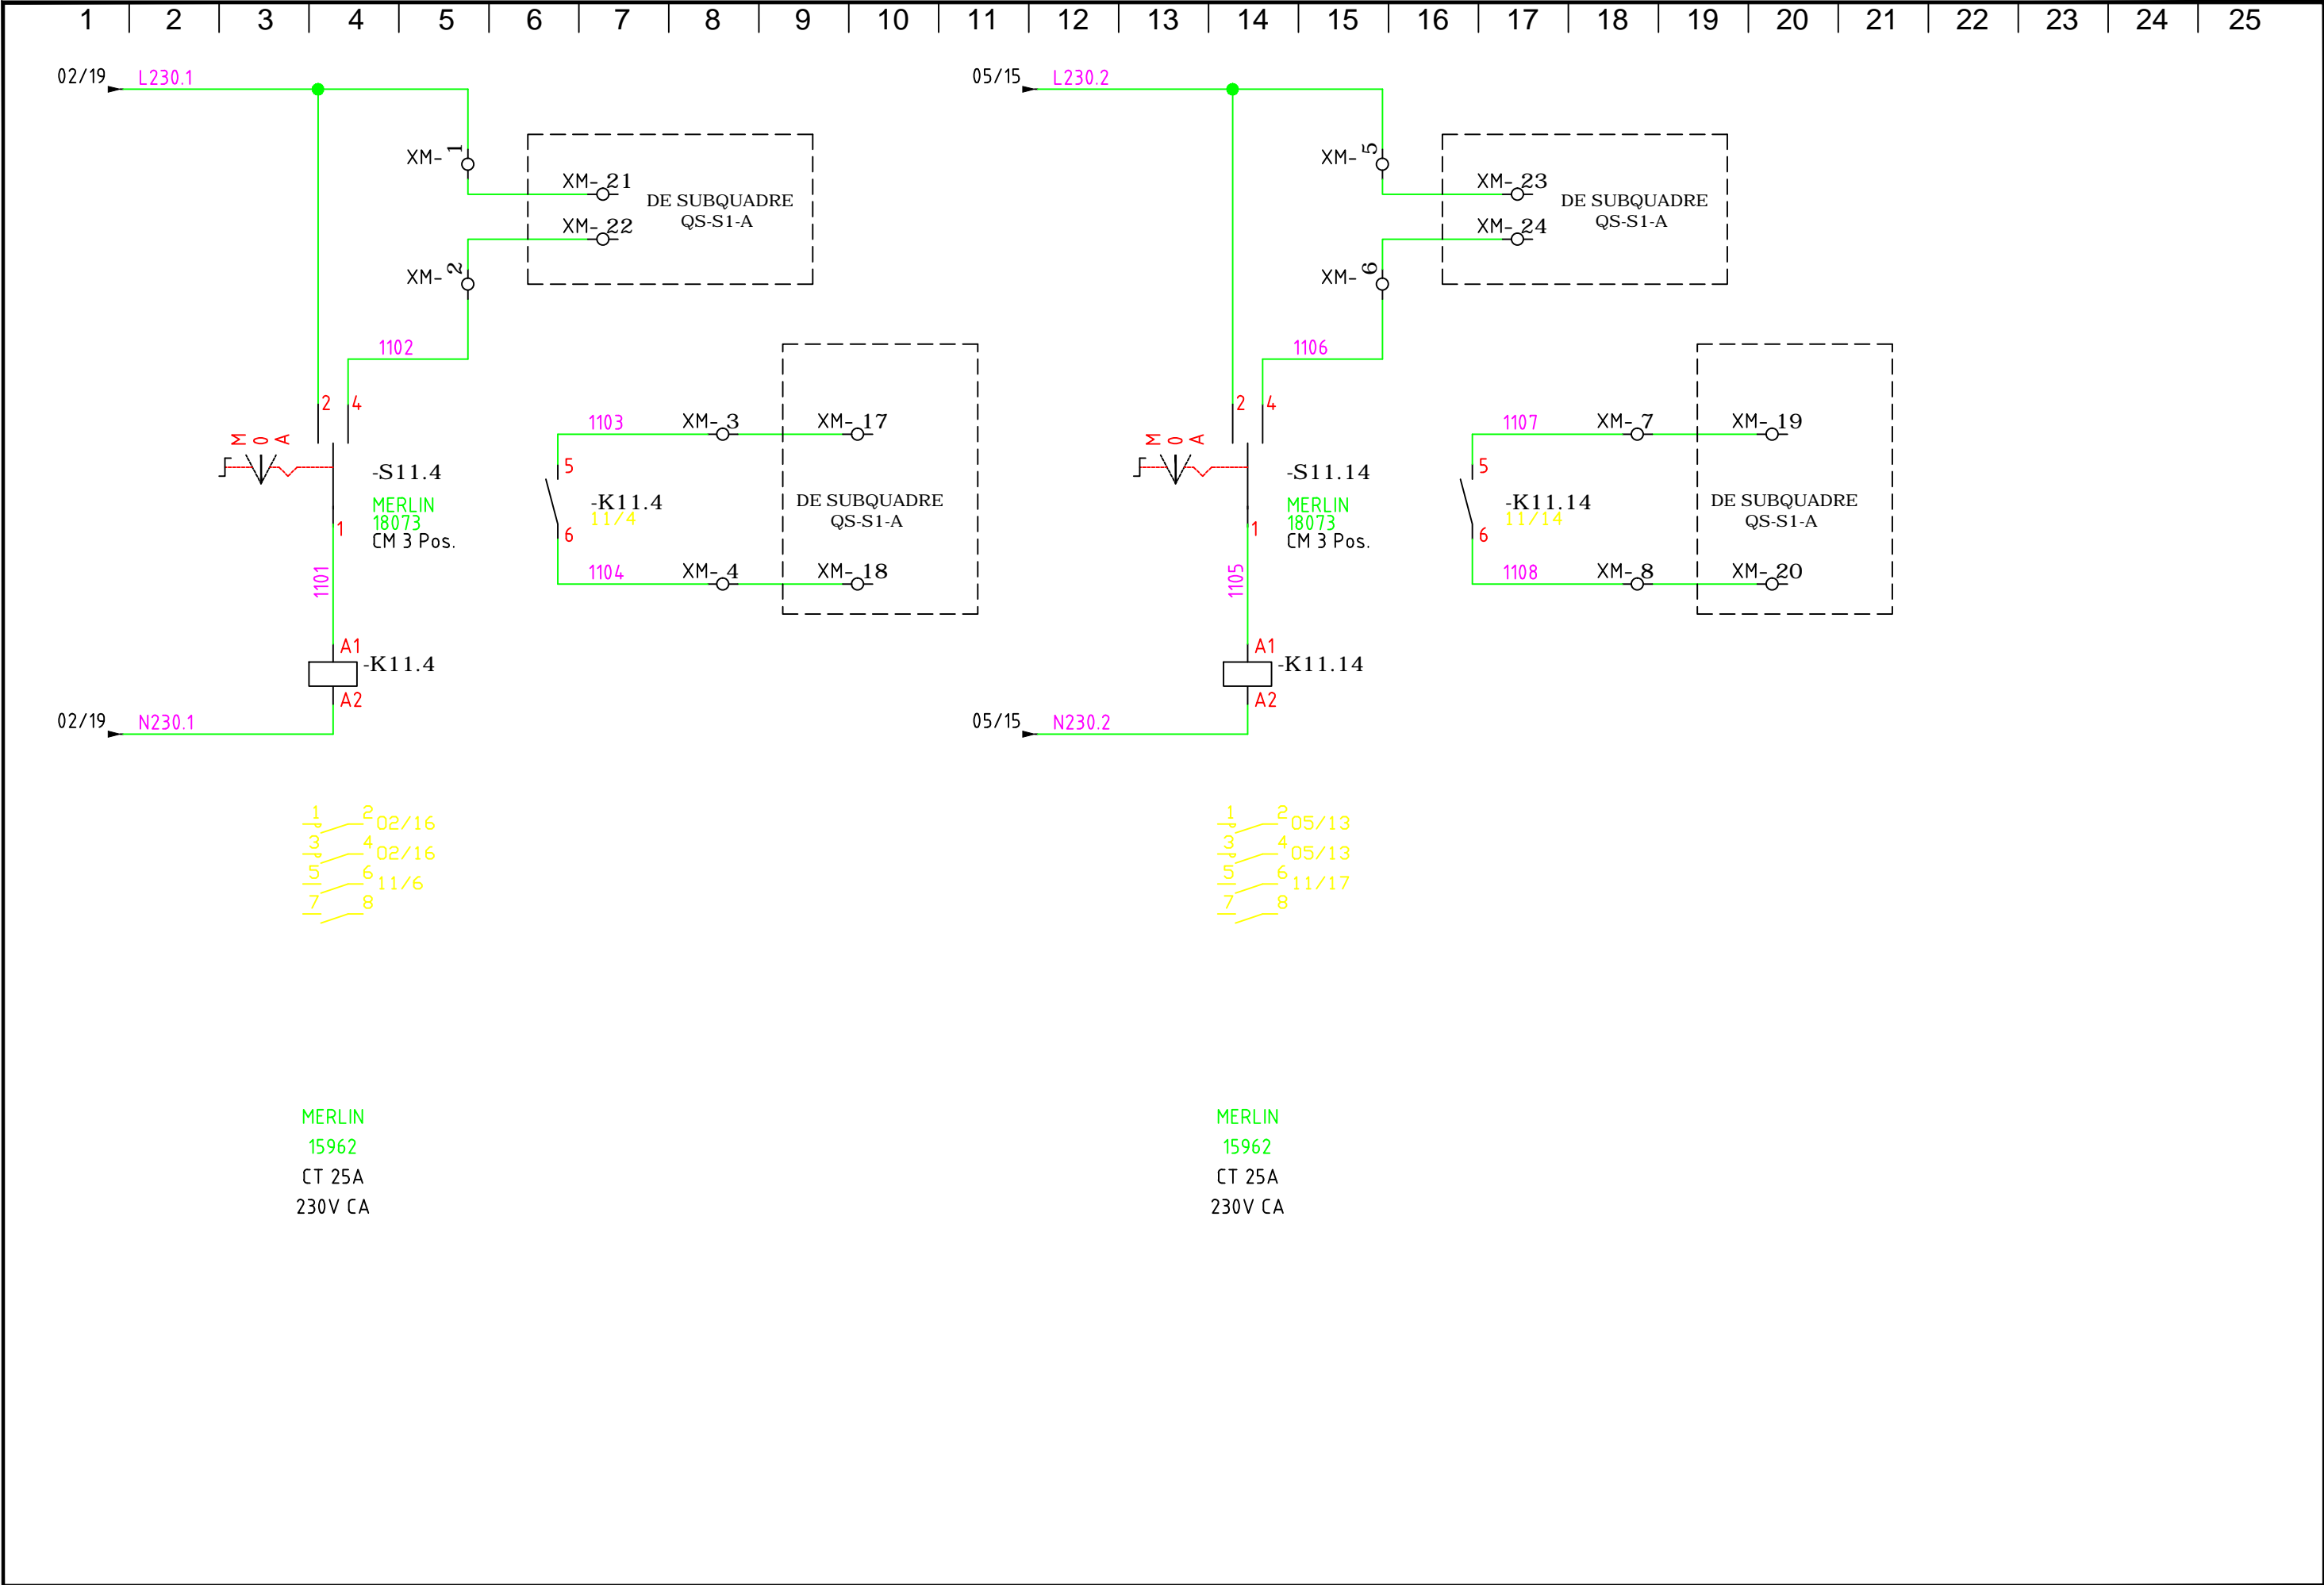 1 2 3 4 5 6 7 8 9 10 11 12 13 14 15 16 17 18 19 20 21 22 23 24 25
02/19 L230.1
XM- 1
XM- 21
XM- 22
DE SUBQUADRE
QS-S1-A
XM- 2
1102
2 4
M 0 A
-S11.4
MERLIN
18073
CM 3 Pos.
1
1101
A1
-K11.4
A2
02/19 N230.1
1103
XM- 3
XM- 17
5
-K11.4
11/4
6
DE SUBQUADRE
QS-S1-A
1104
XM- 4
XM- 18
1 2 02/16
3 4 02/16
5 6 11/6
7 8
MERLIN
15962
CT 25A
230V CA
05/15 L230.2
XM- 5
XM- 23
XM- 24
DE SUBQUADRE
QS-S1-A
XM- 6
1106
2 4
M 0 A
-S11.14
MERLIN
18073
CM 3 Pos.
1
1105
A1
-K11.14
A2
05/15 N230.2
1107
XM- 7
XM- 19
5
-K11.14
11/14
6
DE SUBQUADRE
QS-S1-A
1108
XM- 8
XM- 20
1 2 05/13
3 4 05/13
5 6 11/17
7 8
MERLIN
15962
CT 25A
230V CA